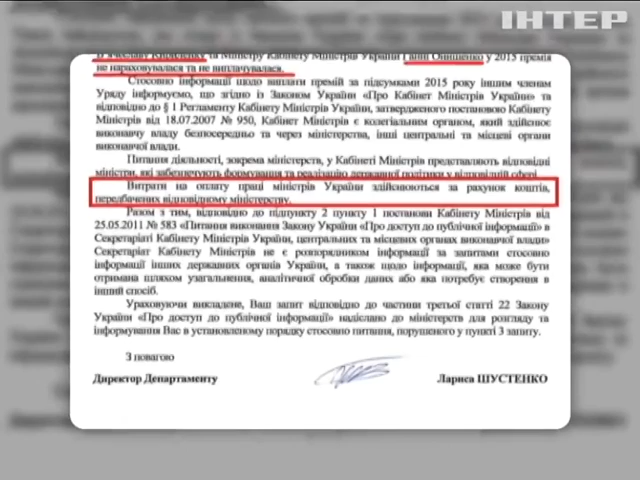 ІНТЕР
та Міністру Кабінету Міністрів України Ганні Онищенко у 2015 премія
не нараховувалася та не виплачувалася.
Стосовно інформації щодо виплати премій за підсумками 2015 року іншим членам
Уряду інформуємо, що згідно із Законом України «Про Кабінет Міністрів України» та
відповідно до § 1 Регламенту Кабінету Міністрів України, затвердженого постановою Кабінету
Міністрів від 18.07.2007 № 950, Кабінет Міністрів є колегіальним органом, який здійснює
виконавчу владу безпосередньо та через міністерства, інші центральні та місцеві органи
виконавчої влади.
Питання діяльності, зокрема міністерств, у Кабінеті Міністрів представляють відповідні
міністри, які забезпечують формування та реалізацію державної політики у відповідній сфері.
Витрати на оплату праці міністрів України здійснюються за рахунок коштів,
передбачених відповідному міністерству.
Разом з тим, відповідно до підпункту 2 пункту 1 постанови Кабінету Міністрів від
25.05.2011 № 583 «Питання виконання Закону України «Про доступ до публічної інформації» в
Секретаріаті Кабінету Міністрів України, центральних та місцевих органах виконавчої влади»
Секретаріат Кабінету Міністрів не є розпорядником інформації за запитами стосовно
інформації інших державних органів України, а також щодо інформації, яка може бути
отримана шляхом узагальнення, аналітичної обробки даних або яка потребує створення в
інший спосіб.
Ураховуючи викладене, Ваш запит відповідно до частини третьої статті 22 Закону
України «Про доступ до публічної інформації» надіслано до міністерств для розгляду та
інформування Вас в установленому порядку стосовно питання, порушеного у пункті 3 запиту.
З повагою
Директор Департаменту
Лариса ШУСТЕНКО